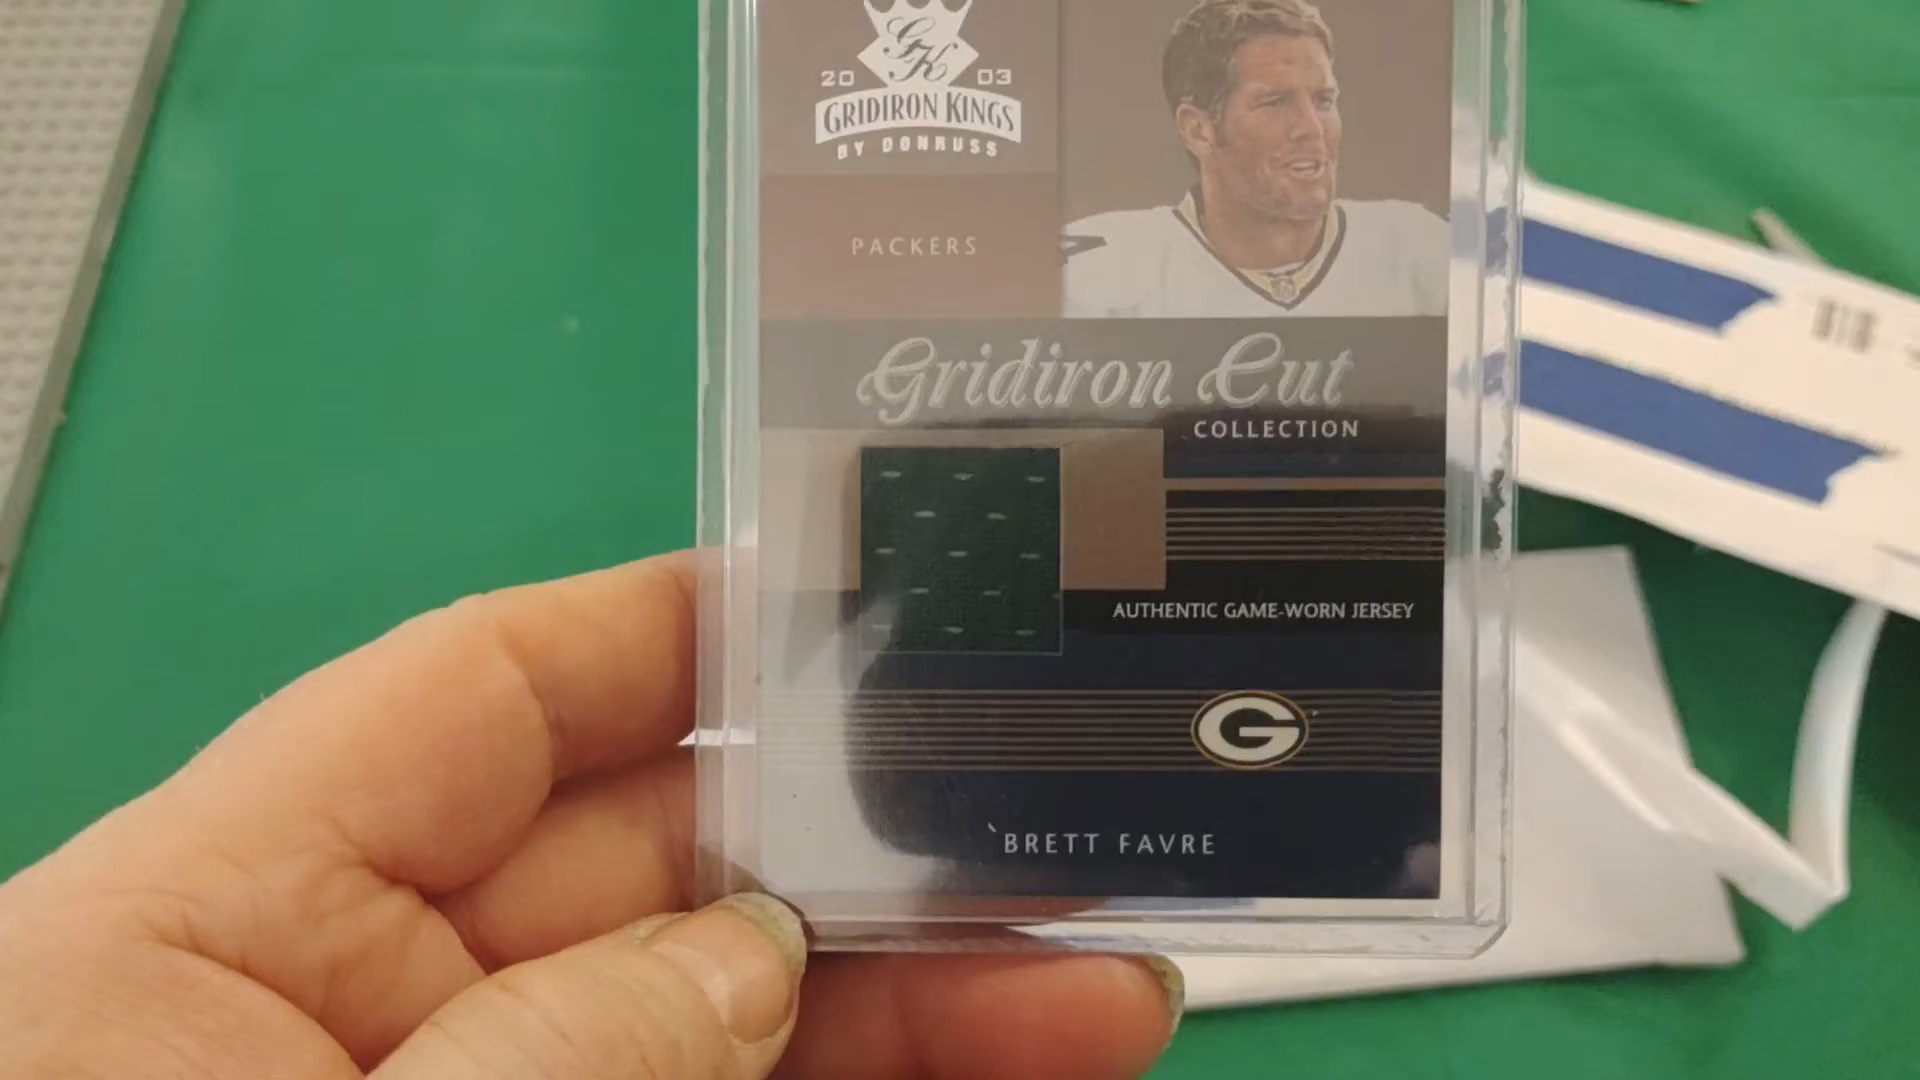 GK
20 03
GRIDIRON KINGS
BY DONRUSS
PACKERS
Gridiron Cut
COLLECTION
AUTHENTIC GAME-WORN JERSEY
G
BRETT FAVRE